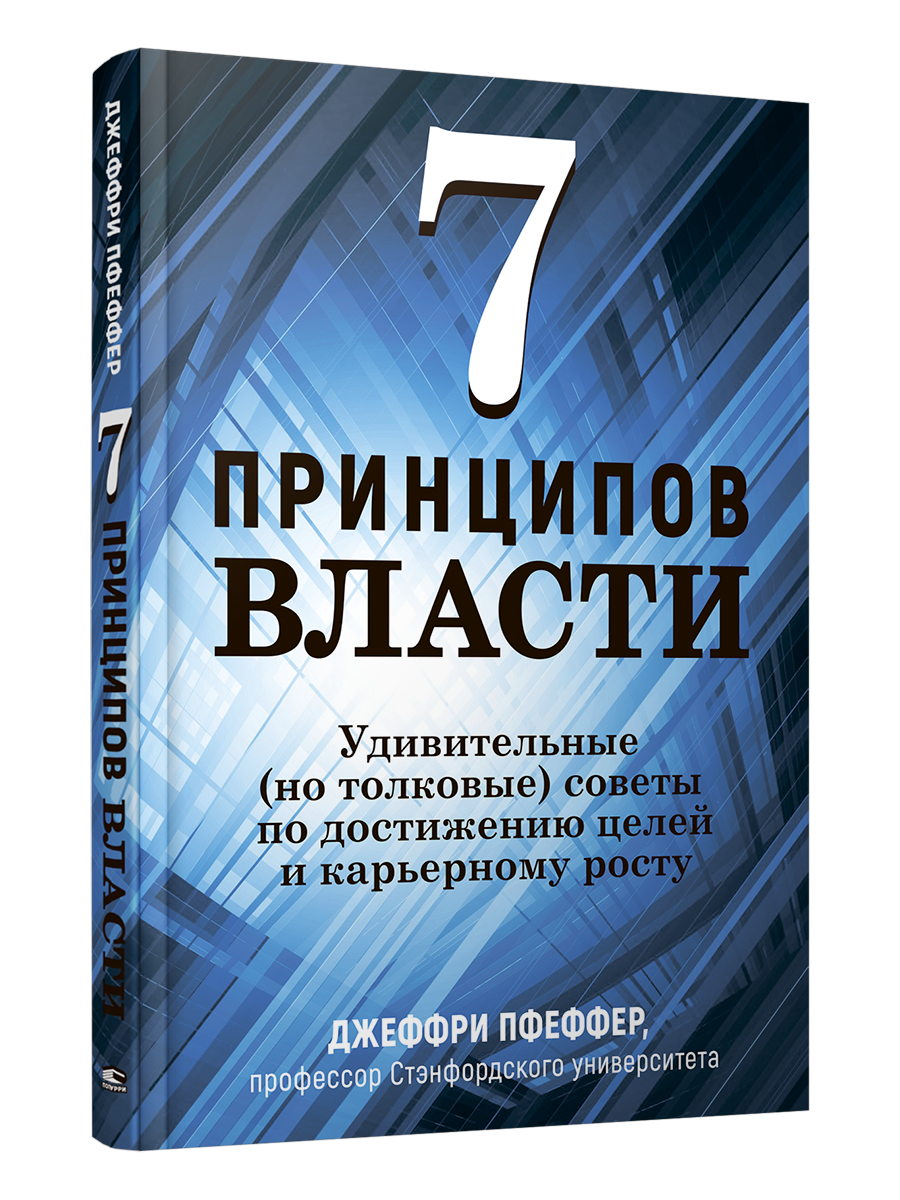 7
ПРИНЦИПОВ
ВЛАСТИ
Удивительные
(но толковые) советы
по достижению целей
и карьерному росту
ДЖЕФФРИ ПФЕФФЕР,
профессор Стэнфордского университета
ДЖЕФФРИ ПФЕФФЕР 7 ПРИНЦИПОВ ВЛАСТИ
ПОПУРРИ